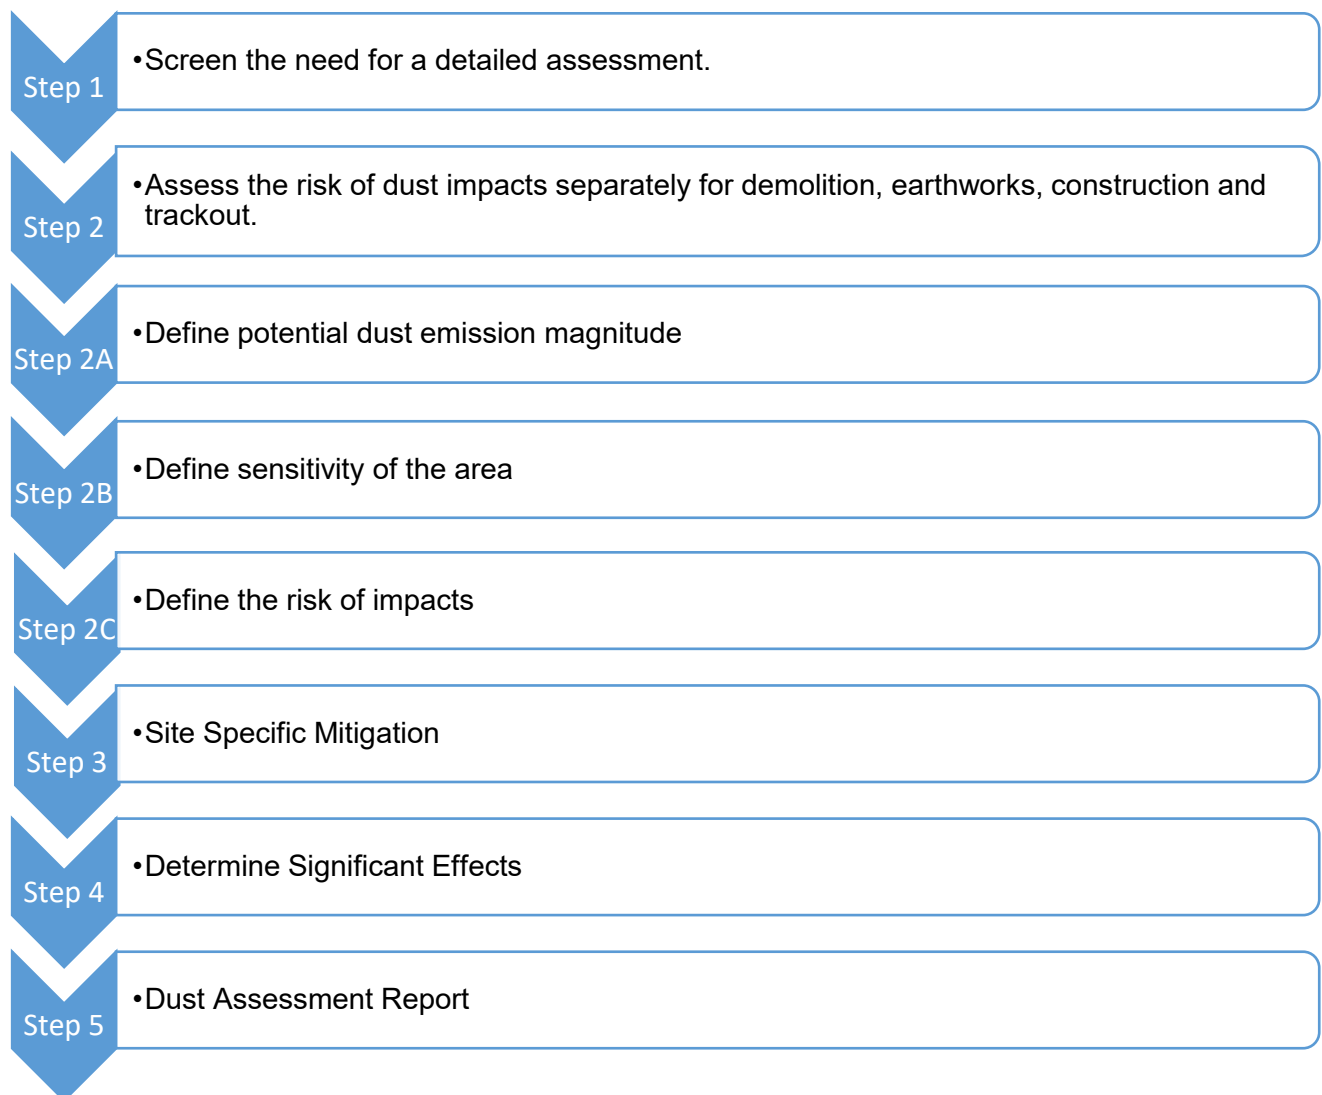 Step 1
•Screen the need for a detailed assessment.
Step 2
•Assess the risk of dust impacts separately for demolition, earthworks, construction and
trackout.
Step 2A
•Define potential dust emission magnitude
Step 2B
•Define sensitivity of the area
Step 2C
•Define the risk of impacts
Step 3
•Site Specific Mitigation
Step 4
•Determine Significant Effects
Step 5
•Dust Assessment Report